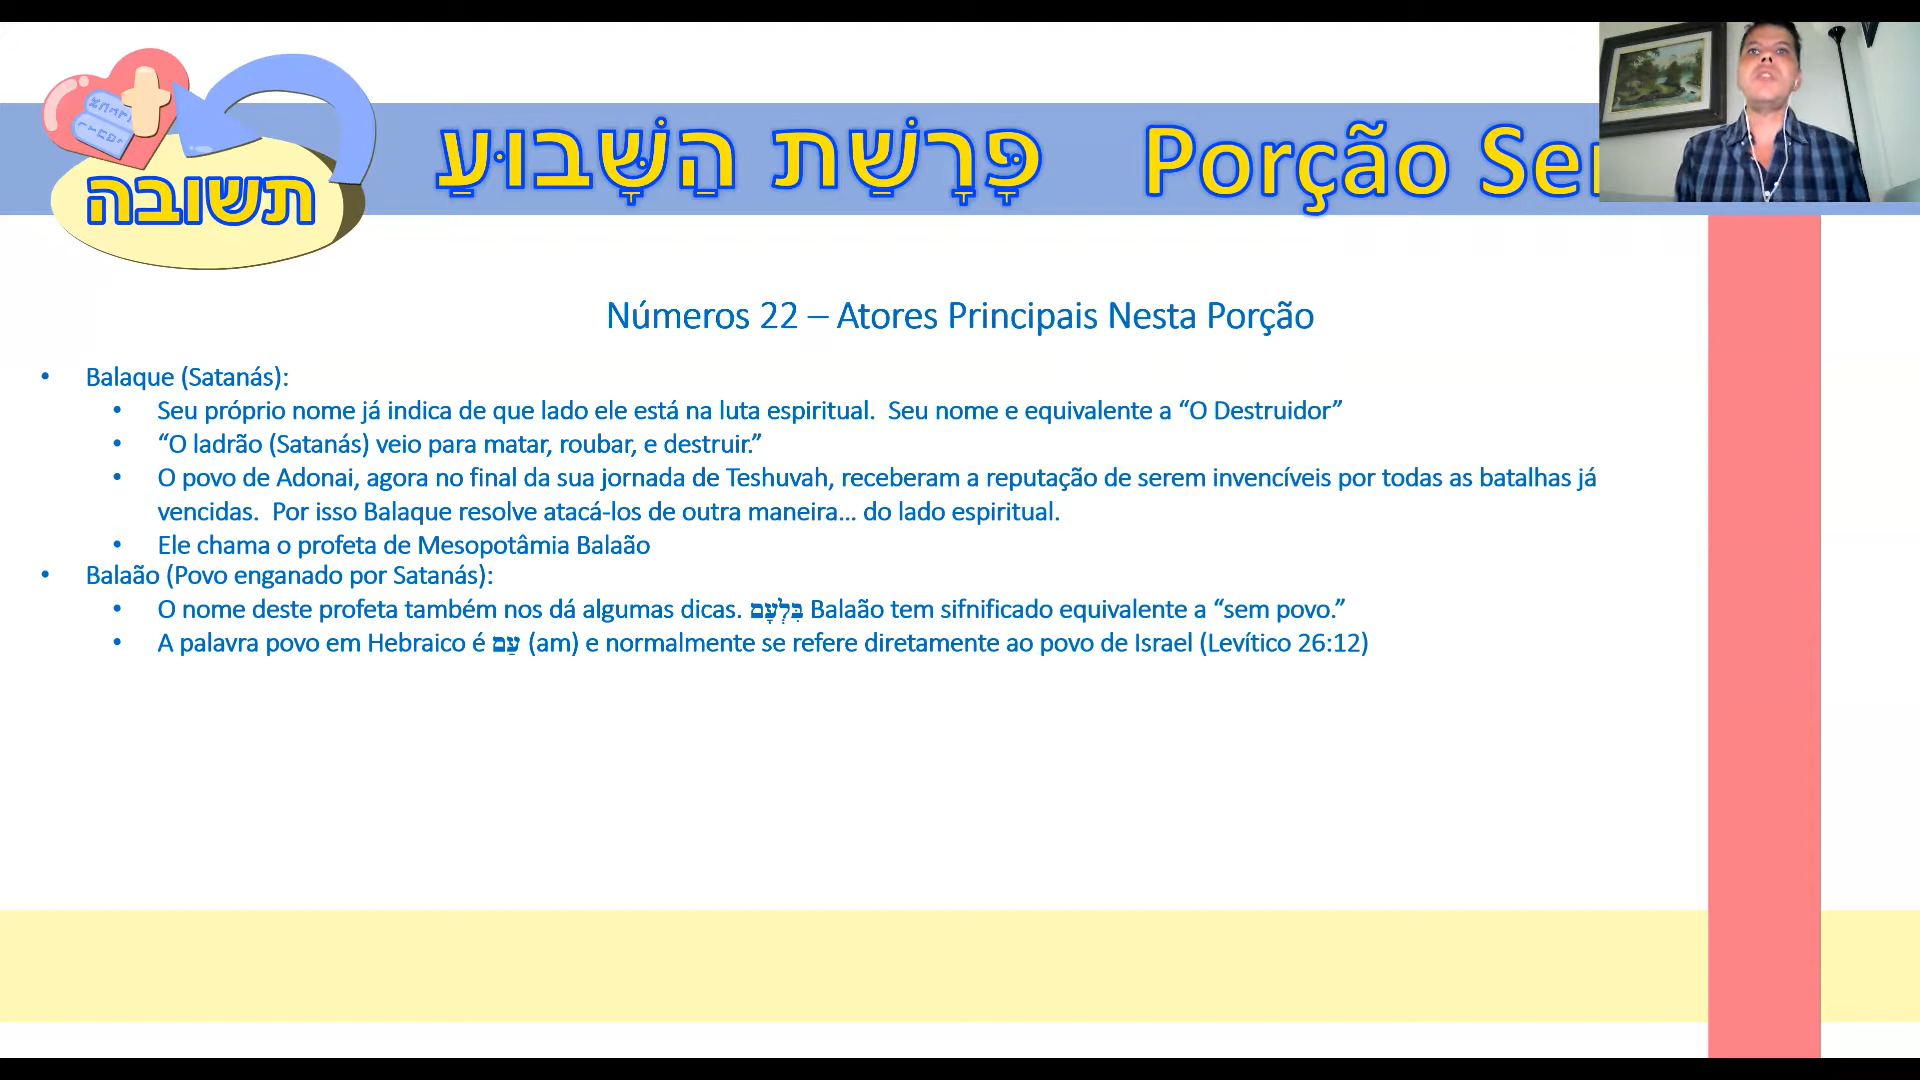 פָּרָשַׁת הַשָּׁבוּעַ Porção Se
תשובה
Números 22 – Atores Principais Nesta Porção
• Balaque (Satanás):
• Seu próprio nome já indica de que lado ele está na luta espiritual.  Seu nome e equivalente a “O Destruidor”
• “O ladrão (Satanás) veio para matar, roubar, e destruir.”
• O povo de Adonai, agora no final da sua jornada de Teshuvah, receberam a reputação de serem invencíveis por todas as batalhas já
vencidas.  Por isso Balaque resolve atacá-los de outra maneira... do lado espiritual.
• Ele chama o profeta de Mesopotâmia Balaão
• Balaão (Povo enganado por Satanás):
• O nome deste profeta também nos dá algumas dicas. בִּלְעָם Balaão tem sifnificado equivalente a “sem povo.”
• A palavra povo em Hebraico é עַם (am) e normalmente se refere diretamente ao povo de Israel (Levítico 26:12)